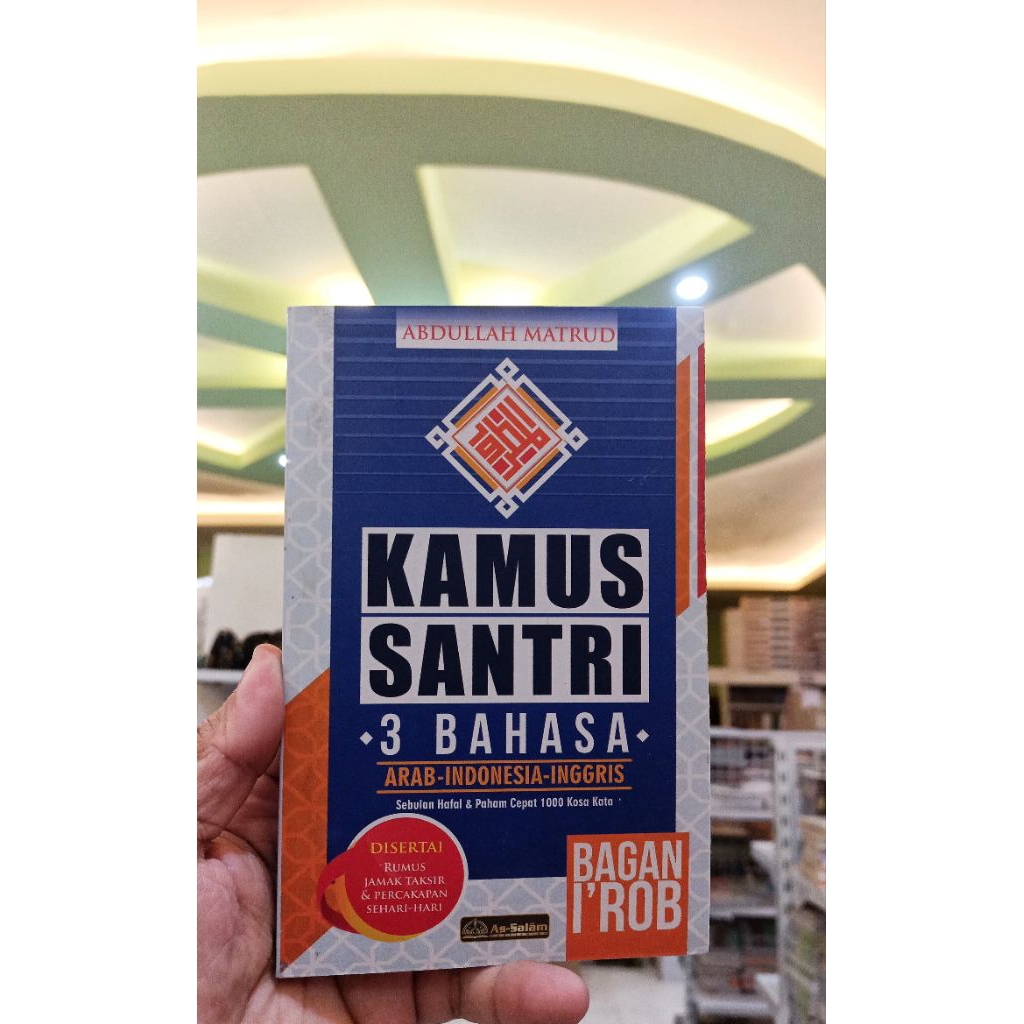 ABDULLAH MATRUD
KAMUS
SANTRI
3 BAHASA
ARAB-INDONESIA-INGGRIS
Sebulan Hafal & Paham Cepat 1000 Kosa Kata
DISERTAI
RUMUS
JAMAK TAKSIR
& PERCAKAPAN
SEHARI-HARI
BAGAN
I'ROB
As-Salām